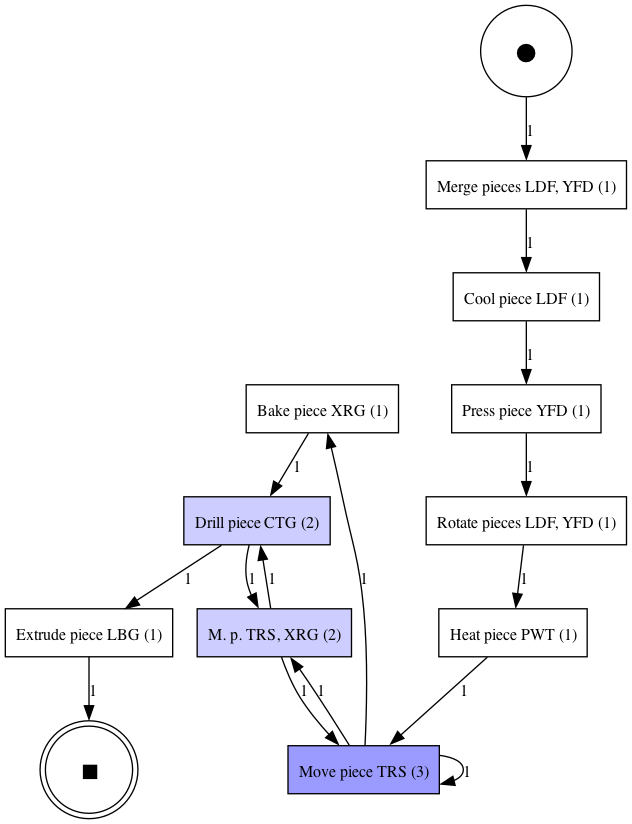 1
Merge pieces LDF, YFD (1)
1
Cool piece LDF (1)
1
Bake piece XRG (1)
Press piece YFD (1)
1
1
Drill piece CTG (2)
Rotate pieces LDF, YFD (1)
1
1
1
1
1
Extrude piece LBG (1)
M. p. TRS, XRG (2)
Heat piece PWT (1)
1
1
1
1
Move piece TRS (3)
1